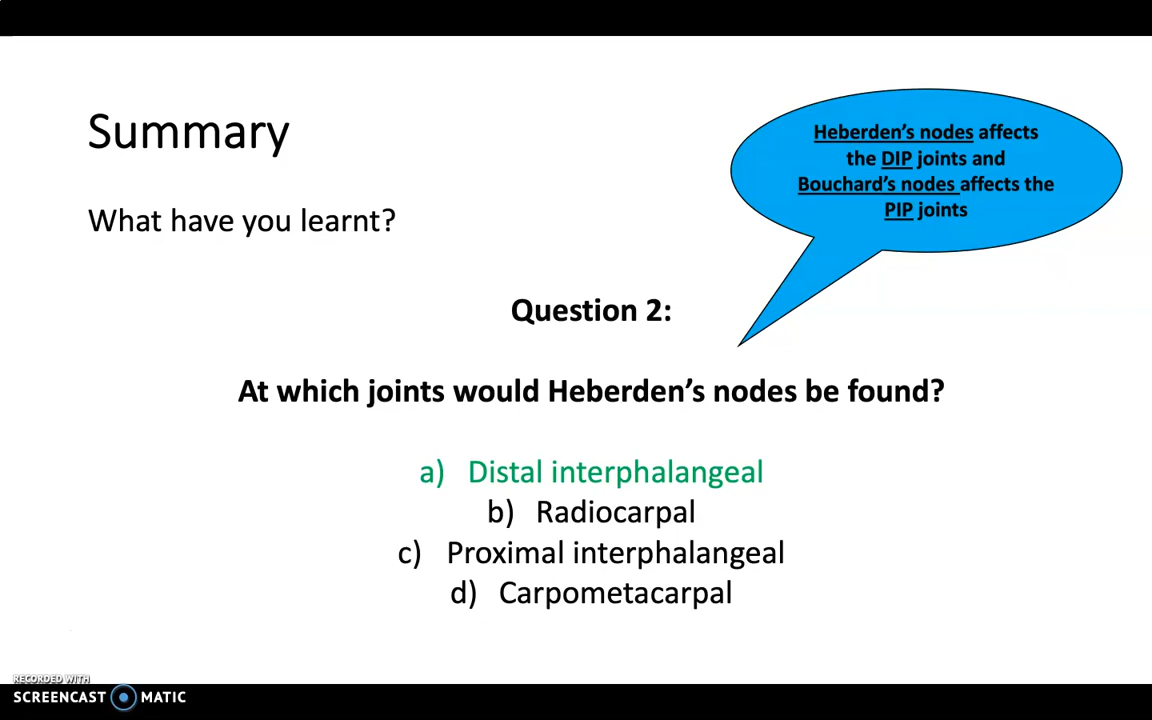 Summary
Heberden's nodes affects
the DIP joints and
Bouchard's nodes affects the
PIP joints
What have you learnt?
Question 2:
At which joints would Heberden's nodes be found?
a) Distal interphalangeal
b) Radiocarpal
c) Proximal interphalangeal
d) Carpometacarpal
RECORDED WITH
SCREENCAST MATIC